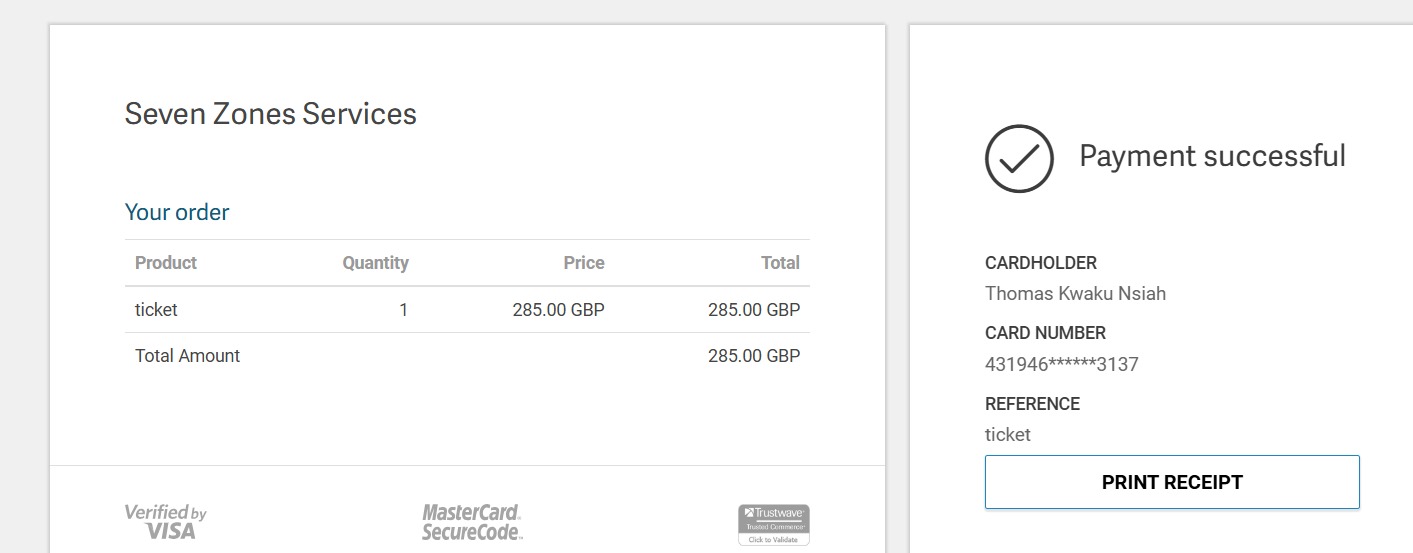 Seven Zones Services
Your order
Product Quantity Price Total
ticket 1 285.00 GBP 285.00 GBP
Total Amount 285.00 GBP
Verified by
VISA
MasterCard.
SecureCode.
Trustwave
Trusted Commerce
Click to Validate
Payment successful
CARDHOLDER
Thomas Kwaku Nsiah
CARD NUMBER
431946******3137
REFERENCE
ticket
PRINT RECEIPT